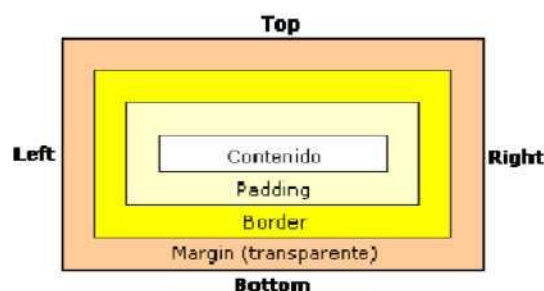 Top
Left
Contenido
Right
Padding
Border
Margin (transparente)
Bottom